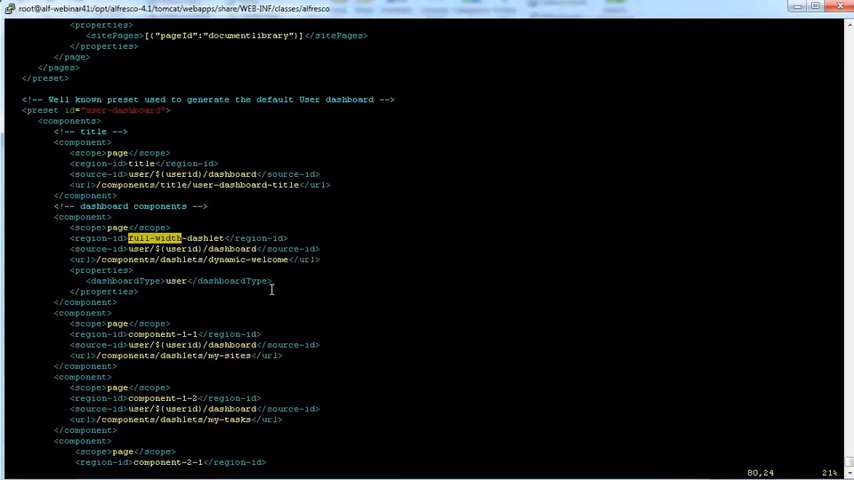 root@alf-webinar41:/opt/alfresco-4.1/tomcat/webapps/share/WEB-INF/classes/alfresco
<properties>
<sitePages>[{"pageId":"documentlibrary"}]</sitePages>
</properties>
</page>
</pages>
</preset>
<!-- Well known preset used to generate the default User dashboard -->
<preset id="user-dashboard">
<components>
<!-- title -->
<component>
<scope>page</scope>
<region-id>title</region-id>
<source-id>user/${userid}/dashboard</source-id>
<url>/components/title/user-dashboard-title</url>
</component>
<!-- dashboard components -->
<component>
<scope>page</scope>
<region-id>full-width-dashlet</region-id>
<source-id>user/${userid}/dashboard</source-id>
<url>/components/dashlets/dynamic-welcome</url>
<properties>
<dashboardType>user</dashboardType>
</properties>
</component>
<component>
<scope>page</scope>
<region-id>component-1-1</region-id>
<source-id>user/${userid}/dashboard</source-id>
<url>/components/dashlets/my-sites</url>
</component>
<component>
<scope>page</scope>
<region-id>component-1-2</region-id>
<source-id>user/${userid}/dashboard</source-id>
<url>/components/dashlets/my-tasks</url>
</component>
<component>
<scope>page</scope>
<region-id>component-2-1</region-id>
80,24 21%